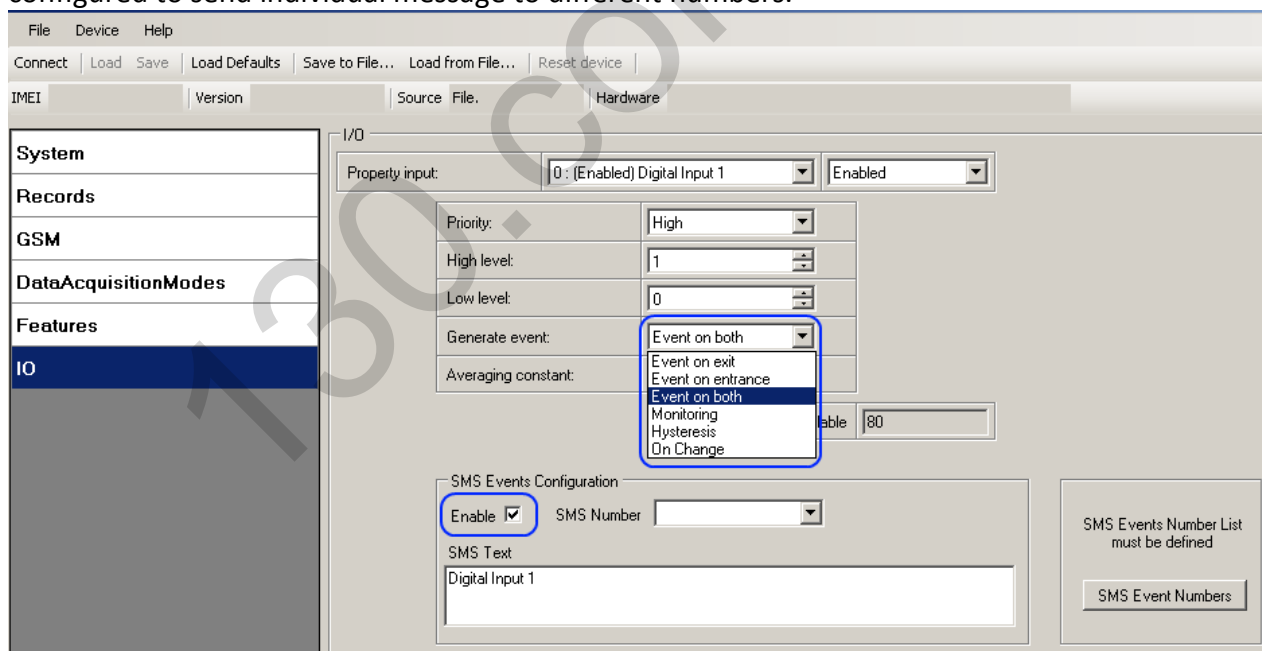 configured to send individual message to different numbers.
File Device Help
Connect Load Save Load Defaults Save to File... Load from File... Reset device
IMEI Version Source File. Hardware
System
Records
GSM
DataAcquisitionModes
Features
IO
I/O
Property input: 0 : (Enabled) Digital Input 1 Enabled
Priority: High
High level: 1
Low level: 0
Generate event: Event on both
Averaging constant:
Event on exit
Event on entrance
Event on both
Monitoring
Hysteresis
On Change
80
SMS Events Configuration
Enable SMS Number
SMS Text
Digital Input 1
SMS Events Number List
must be defined
SMS Event Numbers